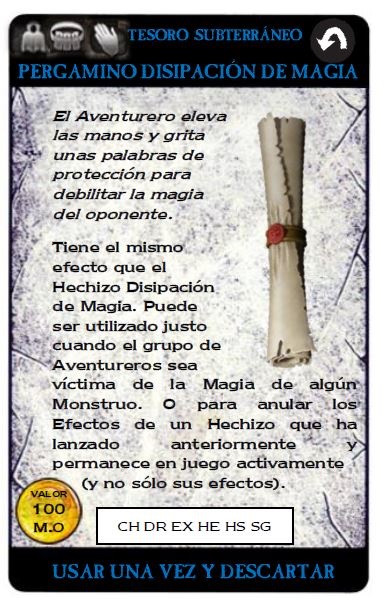 TESORO SUBTERRÁNEO
PERGAMINO DISIPACIÓN DE MAGIA
El Aventurero eleva
las manos y grita
unas palabras de
protección para
debilitar la magia
del oponente.
Tiene el mismo
efecto que el
Hechizo Disipación
de Magia. Puede
ser utilizado justo
cuando el grupo de
Aventureros sea
víctima de la Magia de algún
Monstruo. O para anular los
Efectos de un Hechizo que ha
lanzado anteriormente y
permanece en juego activamente
(y no sólo sus efectos).
VALOR
100
M.O
CH DR EX HE HS SG
USAR UNA VEZ Y DESCARTAR